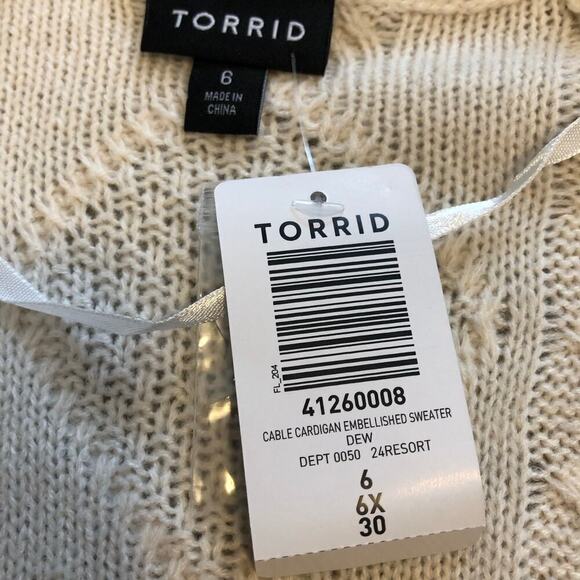 TORRID
6
MADE IN
CHINA
TORRID
FL_204
41260008
CABLE CARDIGAN EMBELLISHED SWEATER
DEW
DEPT 0050 24RESORT
6
6X
30